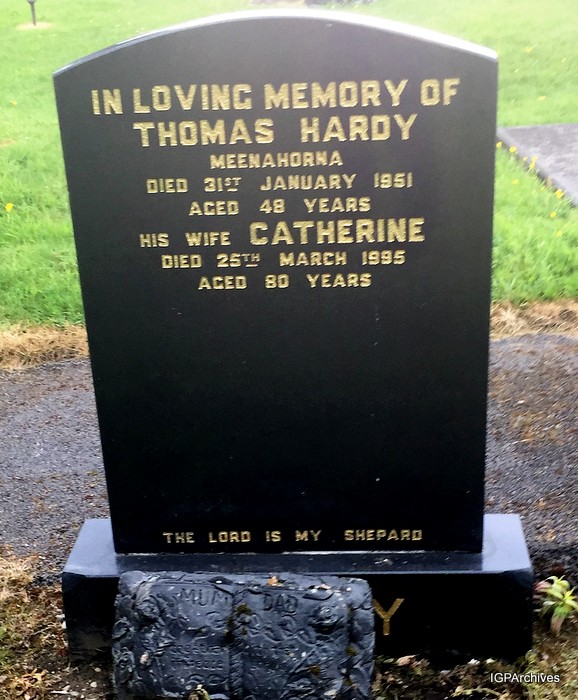 IN LOVING MEMORY OF
THOMAS HARDY
MEENAHORNA
DIED 31ST JANUARY 1951
AGED 48 YEARS
HIS WIFE CATHERINE
DIED 25TH MARCH 1995
AGED 80 YEARS
THE LORD IS MY SHEPARD
MUM DAD
Y
IGPArchives